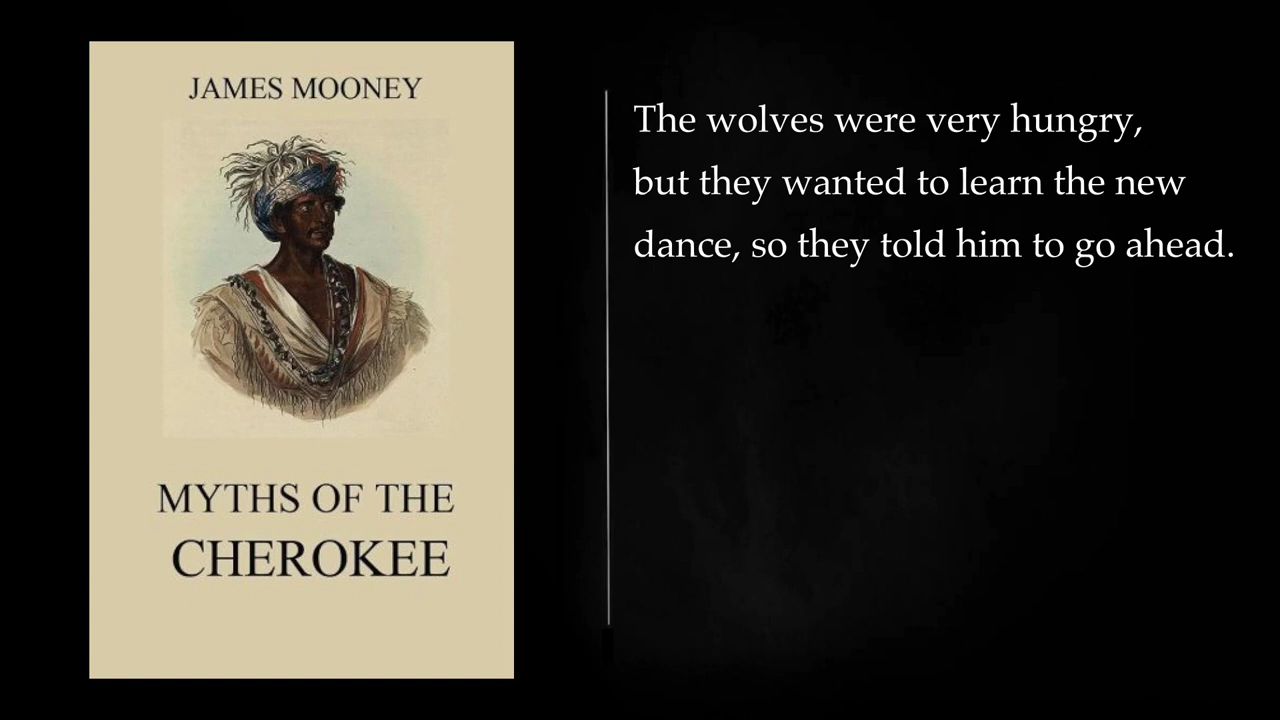 JAMES MOONEY
MYTHS OF THE
CHEROKEE
The wolves were very hungry,
but they wanted to learn the new
dance, so they told him to go ahead.